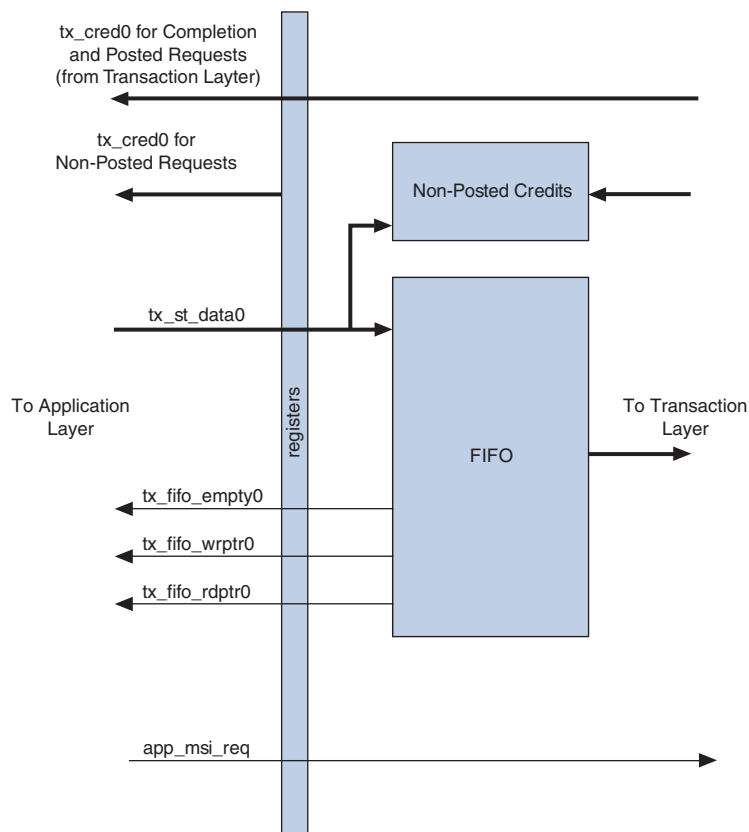 tx_cred0 for Completion
and Posted Requests
(from Transaction Layter)
tx_cred0 for
Non-Posted Requests
Non-Posted Credits
tx_st_data0
registers
To Application
Layer
To Transaction
Layer
FIFO
tx_fifo_empty0
tx_fifo_wrptr0
tx_fifo_rdptr0
app_msi_req